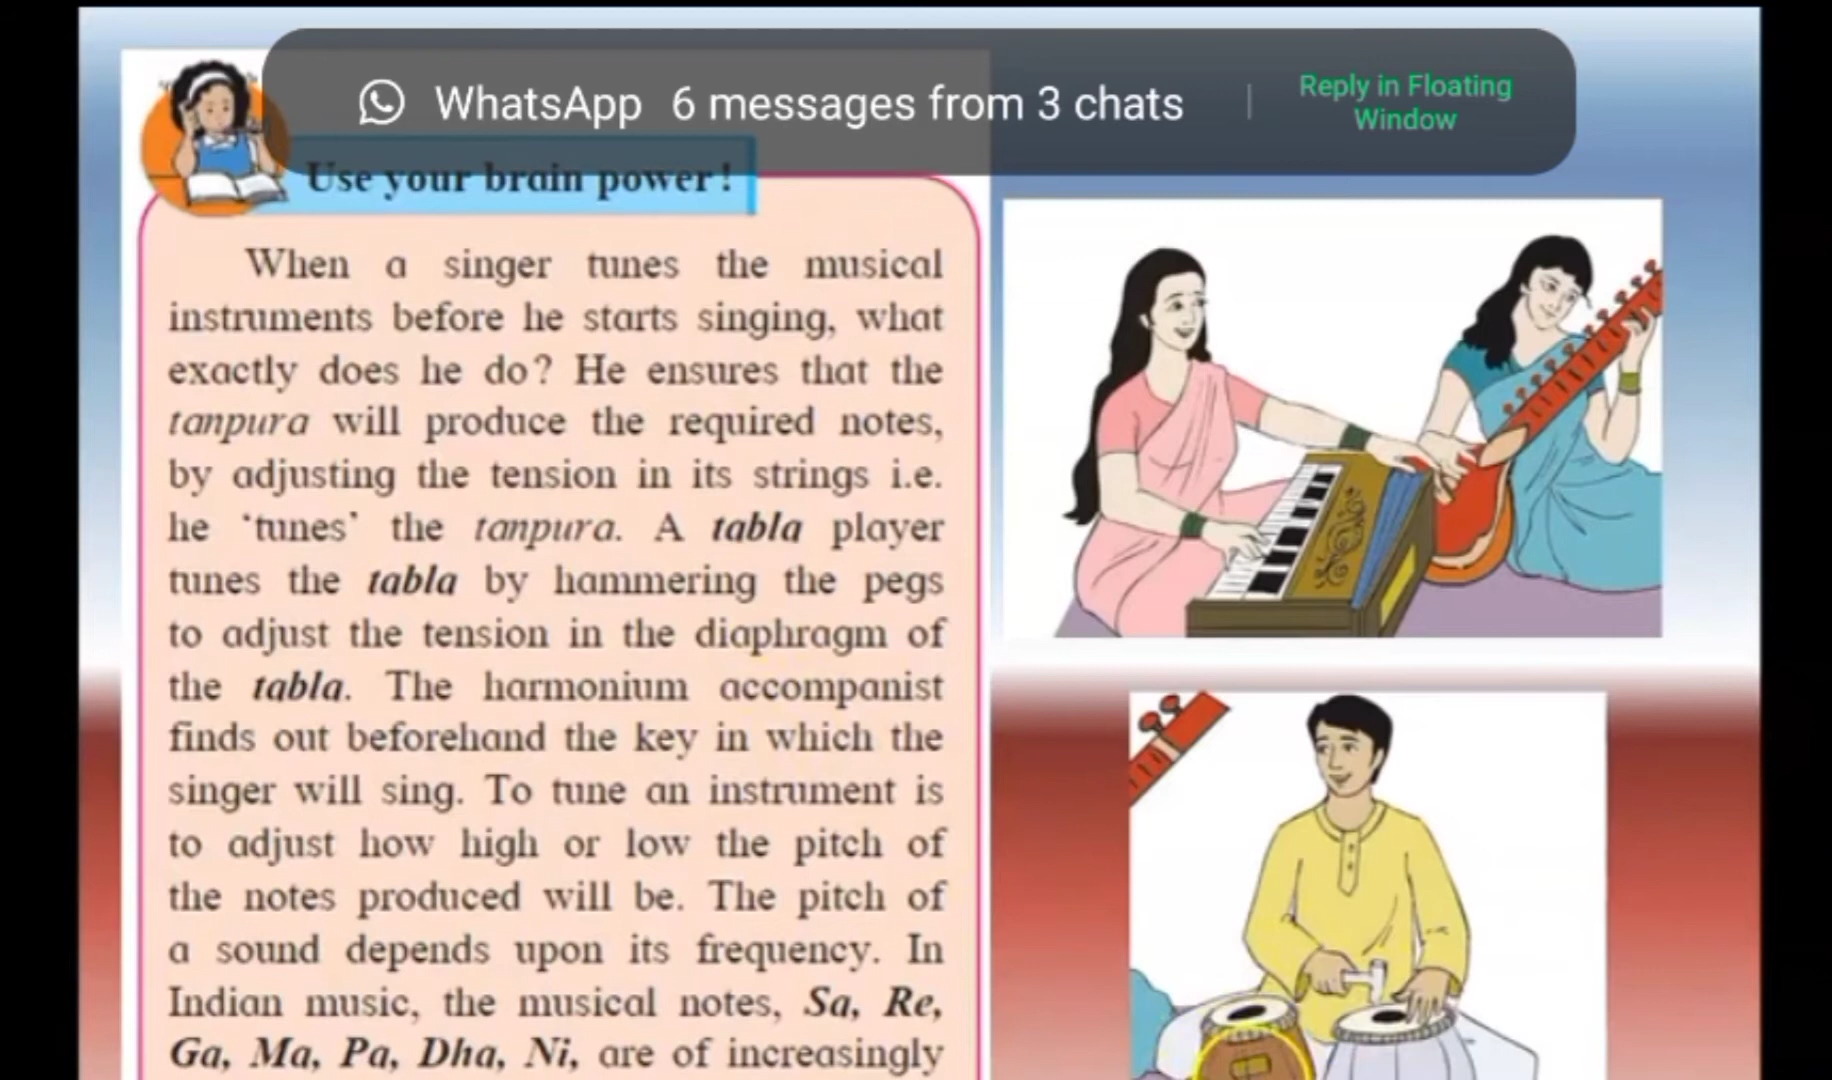 WhatsApp 6 messages from 3 chats
Reply in Floating
Window
Use your brain power!
When a singer tunes the musical
instruments before he starts singing, what
exactly does he do? He ensures that the
tanpura will produce the required notes,
by adjusting the tension in its strings i.e.
he ‘tunes’ the tanpura. A tabla player
tunes the tabla by hammering the pegs
to adjust the tension in the diaphragm of
the tabla. The harmonium accompanist
finds out beforehand the key in which the
singer will sing. To tune an instrument is
to adjust how high or low the pitch of
the notes produced will be. The pitch of
a sound depends upon its frequency. In
Indian music, the musical notes, Sa, Re,
Ga, Ma, Pa, Dha, Ni, are of increasingly